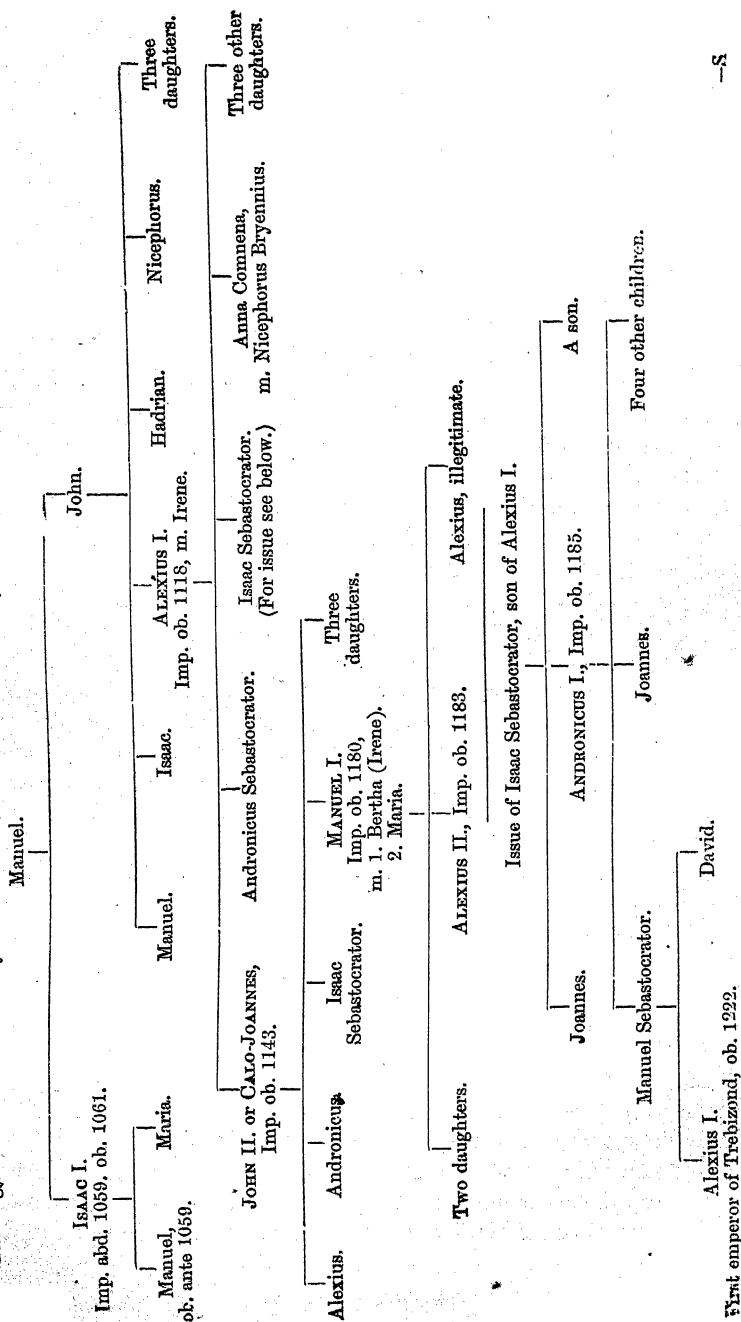 Manuel.
ISAAC I.
Imp. abd. 1059. ob. 1061.
John.
Manuel,
ob. ante 1059.
Maria.
Manuel.
Isaac.
ALEXIUS I.
Imp. ob. 1118, m. Irene.
Hadrian.
Nicephorus.
Three
daughters.
JOHN II. or CALO-JOANNES,
Imp. ob. 1143.
Andronicus Sebastocrator.
Isaac Sebastocrator.
(For issue see below.)
Anna Comnena,
m. Nicephorus Bryennius.
Three other
daughters.
Alexius.
Andronicus.
Isaac
Sebastocrator.
MANUEL I.
Imp. ob. 1180,
m. 1. Bertha (Irene).
2. Maria.
Three
daughters.
Two daughters.
ALEXIUS II., Imp. ob. 1183.
Alexius, illegitimate.
Issue of Isaac Sebastocrator, son of Alexius I.
Joannes.
ANDRONICUS I., Imp. ob. 1185.
A son.
Manuel Sebastocrator.
Joannes.
Four other children.
Alexius I.
First emperor of Trebizond, ob. 1222.
David.
—S